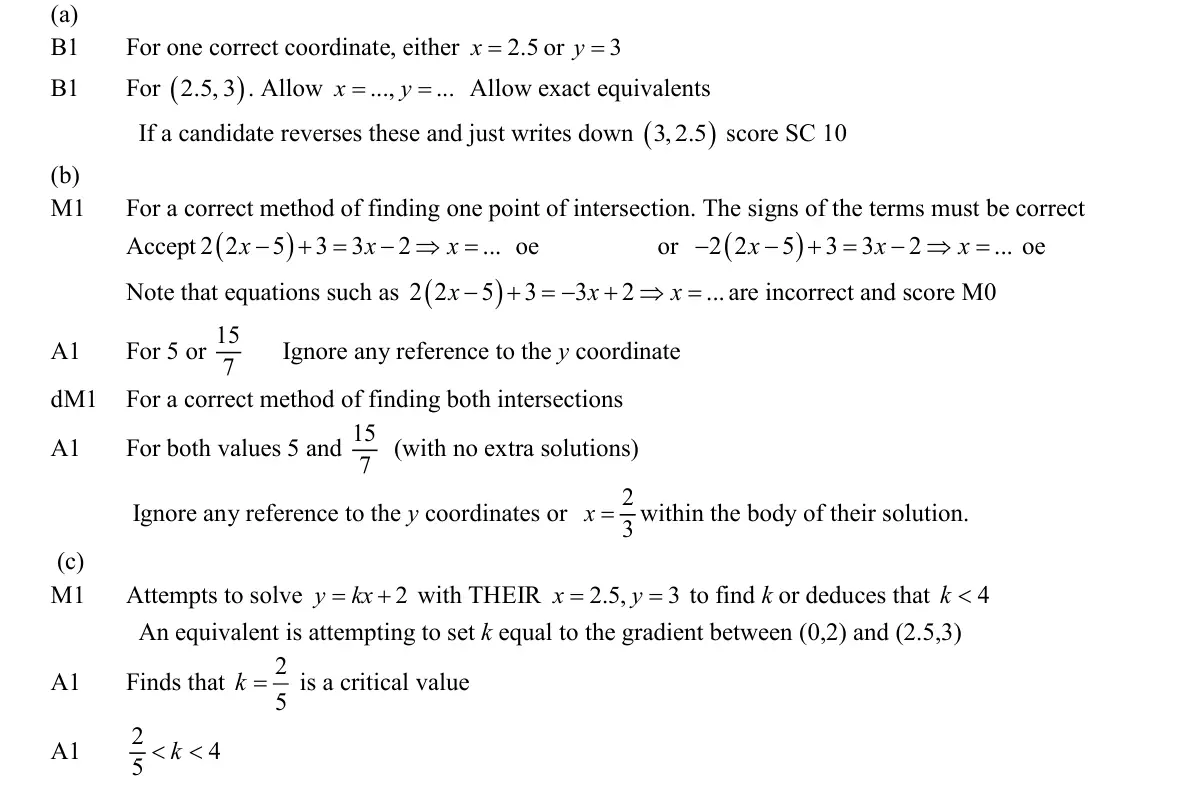 (a)
B1 For one correct coordinate, either x = 2.5 or y = 3
B1 For (2.5, 3). Allow x = ..., y = ... Allow exact equivalents
If a candidate reverses these and just writes down (3, 2.5) score SC 10
(b)
M1 For a correct method of finding one point of intersection. The signs of the terms must be correct
Accept 2(2x − 5) + 3 = 3x − 2 ⇒ x = ... oe or −2(2x − 5) + 3 = 3x − 2 ⇒ x = ... oe
Note that equations such as 2(2x − 5) + 3 = −3x + 2 ⇒ x = ... are incorrect and score M0
A1 For 5 or 15/7 Ignore any reference to the y coordinate
dM1 For a correct method of finding both intersections
A1 For both values 5 and 15/7 (with no extra solutions)
Ignore any reference to the y coordinates or x = 2/3 within the body of their solution.
(c)
M1 Attempts to solve y = kx + 2 with THEIR x = 2.5, y = 3 to find k or deduces that k < 4
An equivalent is attempting to set k equal to the gradient between (0,2) and (2.5,3)
A1 Finds that k = 2/5 is a critical value
A1 2/5 < k < 4